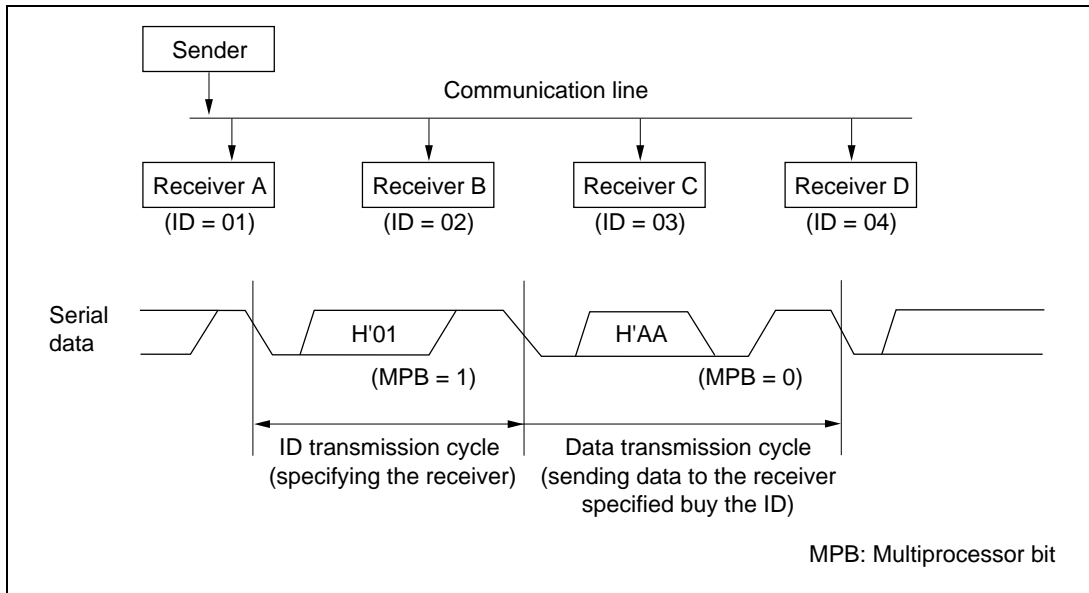 Sender
Communication line
Receiver A
Receiver B
Receiver C
Receiver D
(ID = 01)
(ID = 02)
(ID = 03)
(ID = 04)
Serial
data
H'01
H'AA
(MPB = 1)
(MPB = 0)
ID transmission cycle
(specifying the receiver)
Data transmission cycle
(sending data to the receiver
specified buy the ID)
MPB: Multiprocessor bit